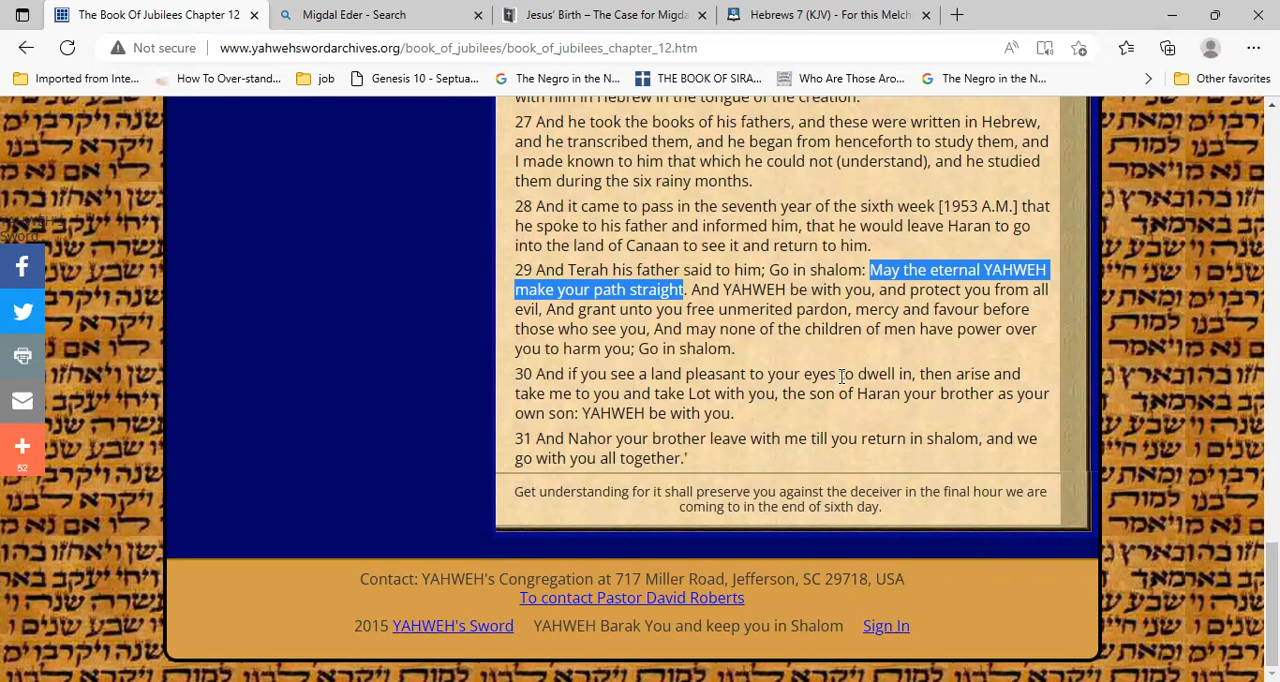 The Book Of Jubilees Chapter 12
Migdal Eder - Search
Jesus' Birth – The Case for Migda
Hebrews 7 (KJV) - For this Melch
Not secure
www.yahwehswordarchives.org/book_of_jubilees/book_of_jubilees_chapter_12.htm
Imported from Inte...
How To Over-stand...
job
Genesis 10 - Septua...
The Negro in the N...
THE BOOK OF SIRA...
Who Are Those Aro...
The Negro in the N...
Other favorites
with him in Hebrew in the tongue of the creation.
27 And he took the books of his fathers, and these were written in Hebrew,
and he transcribed them, and he began from henceforth to study them, and
I made known to him that which he could not (understand), and he studied
them during the six rainy months.
28 And it came to pass in the seventh year of the sixth week [1953 A.M.] that
he spoke to his father and informed him, that he would leave Haran to go
into the land of Canaan to see it and return to him.
29 And Terah his father said to him; Go in shalom: May the eternal YAHWEH
make your path straight. And YAHWEH be with you, and protect you from all
evil, And grant unto you free unmerited pardon, mercy and favour before
those who see you, And may none of the children of men have power over
you to harm you; Go in shalom.
30 And if you see a land pleasant to your eyes to dwell in, then arise and
take me to you and take Lot with you, the son of Haran your brother as your
own son: YAHWEH be with you.
31 And Nahor your brother leave with me till you return in shalom, and we
go with you all together.'
Get understanding for it shall preserve you against the deceiver in the final hour we are
coming to in the end of sixth day.
YAHWEH's
Sword
52
Contact: YAHWEH's Congregation at 717 Miller Road, Jefferson, SC 29718, USA
To contact Pastor David Roberts
2015 YAHWEH's Sword YAHWEH Barak You and keep you in Shalom Sign In